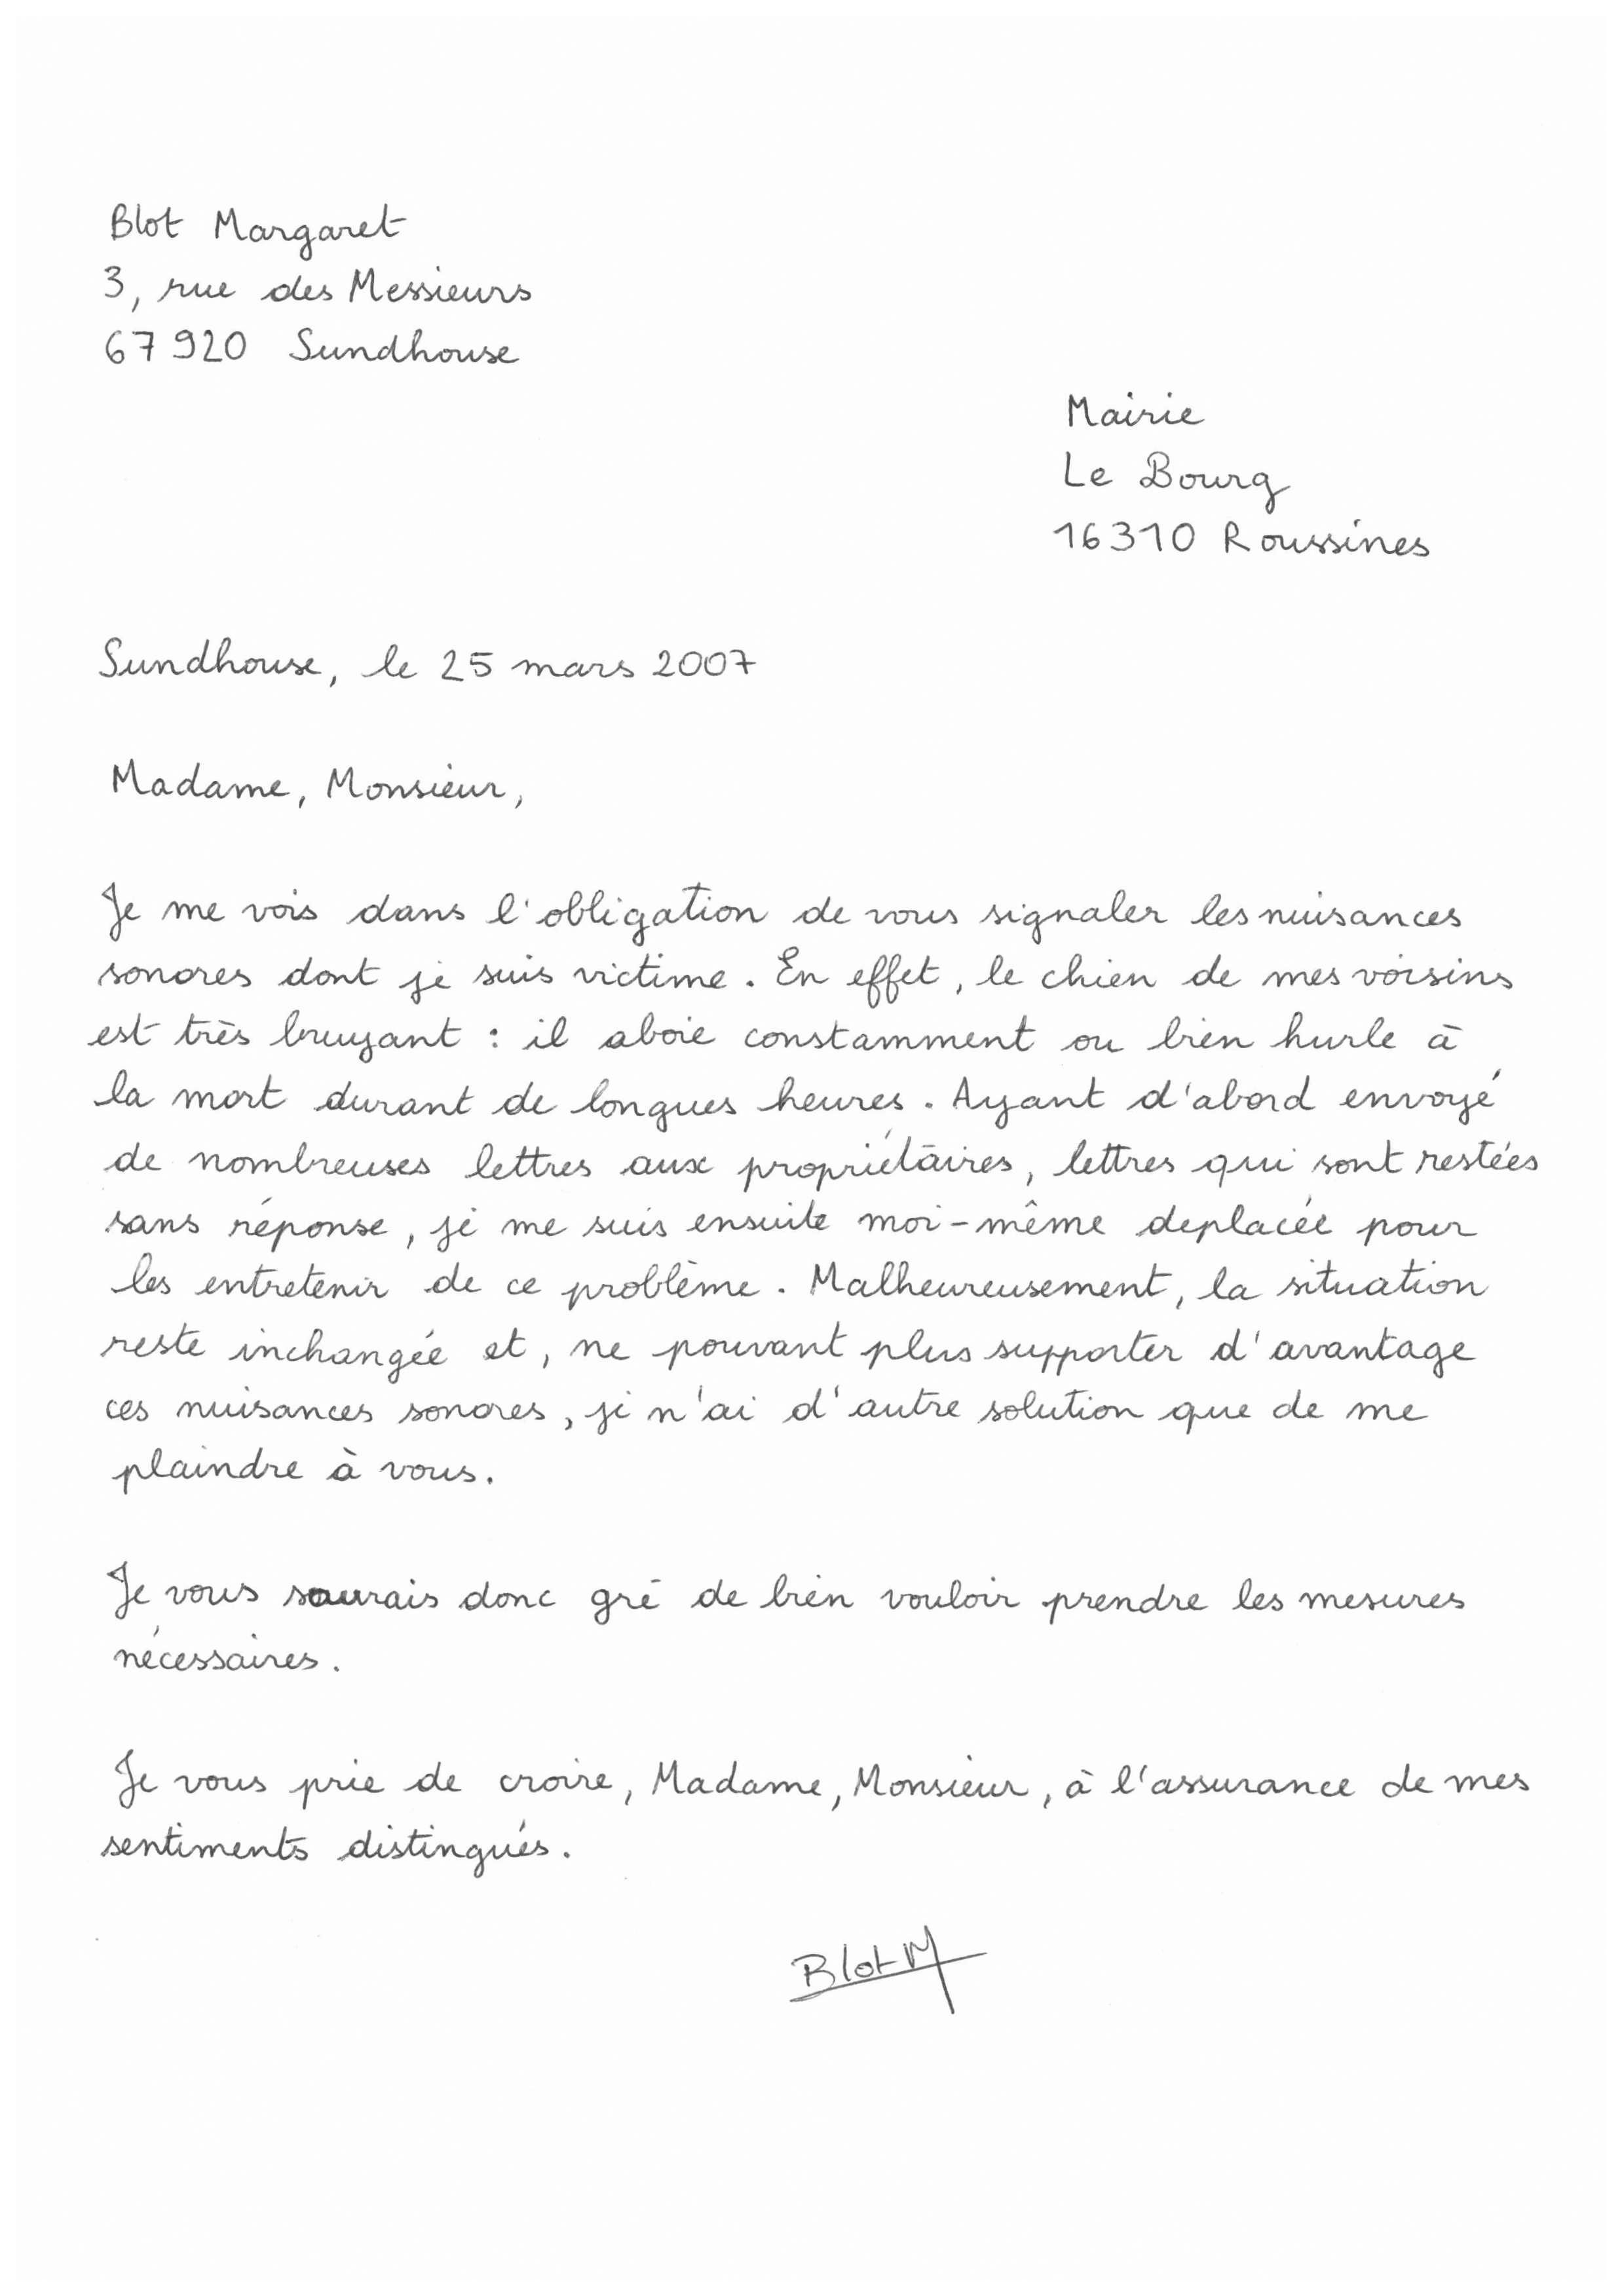 Blot Margaret
3, rue des Messieurs
67920 Sundhouse
Mairie
Le Bourg
16310 Roussines
Sundhouse, le 25 mars 2007
Madame, Monsieur,
Je me vois dans l'obligation de vous signaler les nuisances
sonores dont je suis victime. En effet, le chien de mes voisins
est très bruyant : il aboie constamment ou bien hurle à
la mort durant de longues heures. Ayant d'abord envoyé
de nombreuses lettres aux propriétaires, lettres qui sont restées
sans réponse, je me suis ensuite moi-même deplacée pour
les entretenir de ce problème. Malheureusement, la situation
reste inchangée et, ne pouvant plus supporter d'avantage
ces nuisances sonores, je n'ai d'autre solution que de me
plaindre à vous.
Je vous saurais donc gré de bien vouloir prendre les mesures
nécessaires.
Je vous prie de croire, Madame, Monsieur, à l'assurance de mes
sentiments distingués.
Blot M